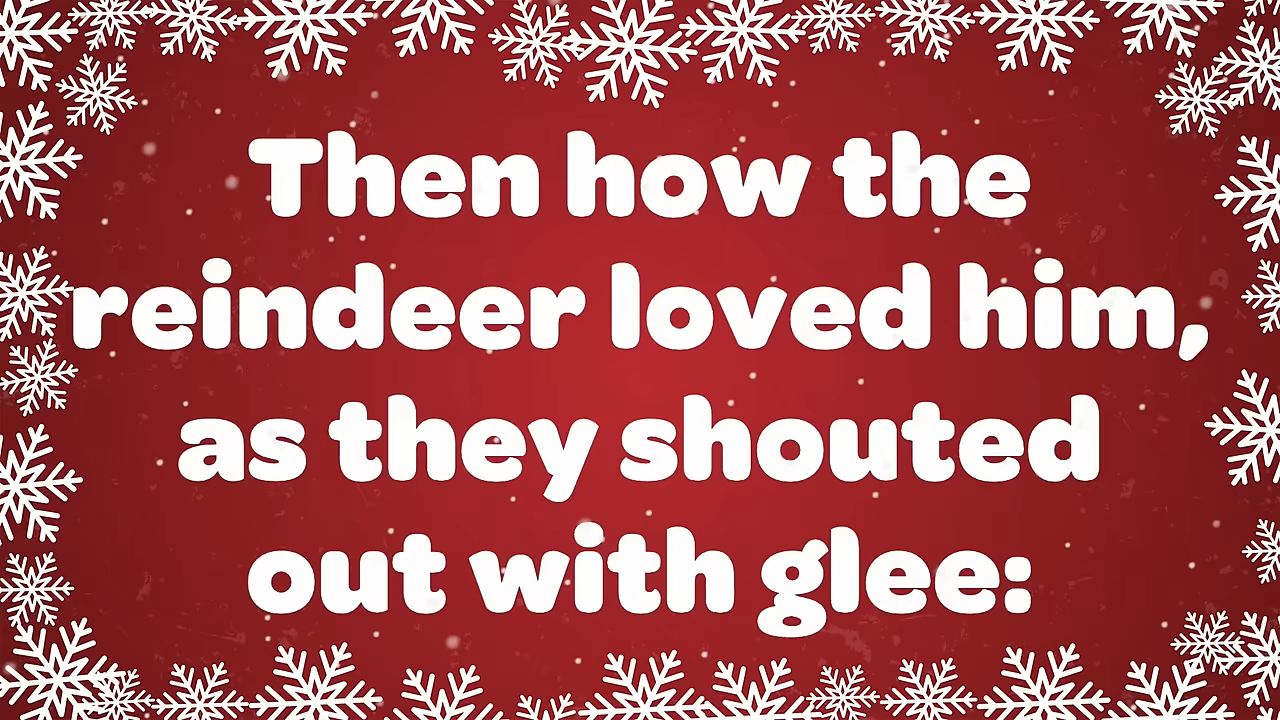 Then how the
reindeer loved him,
as they shouted
out with glee: